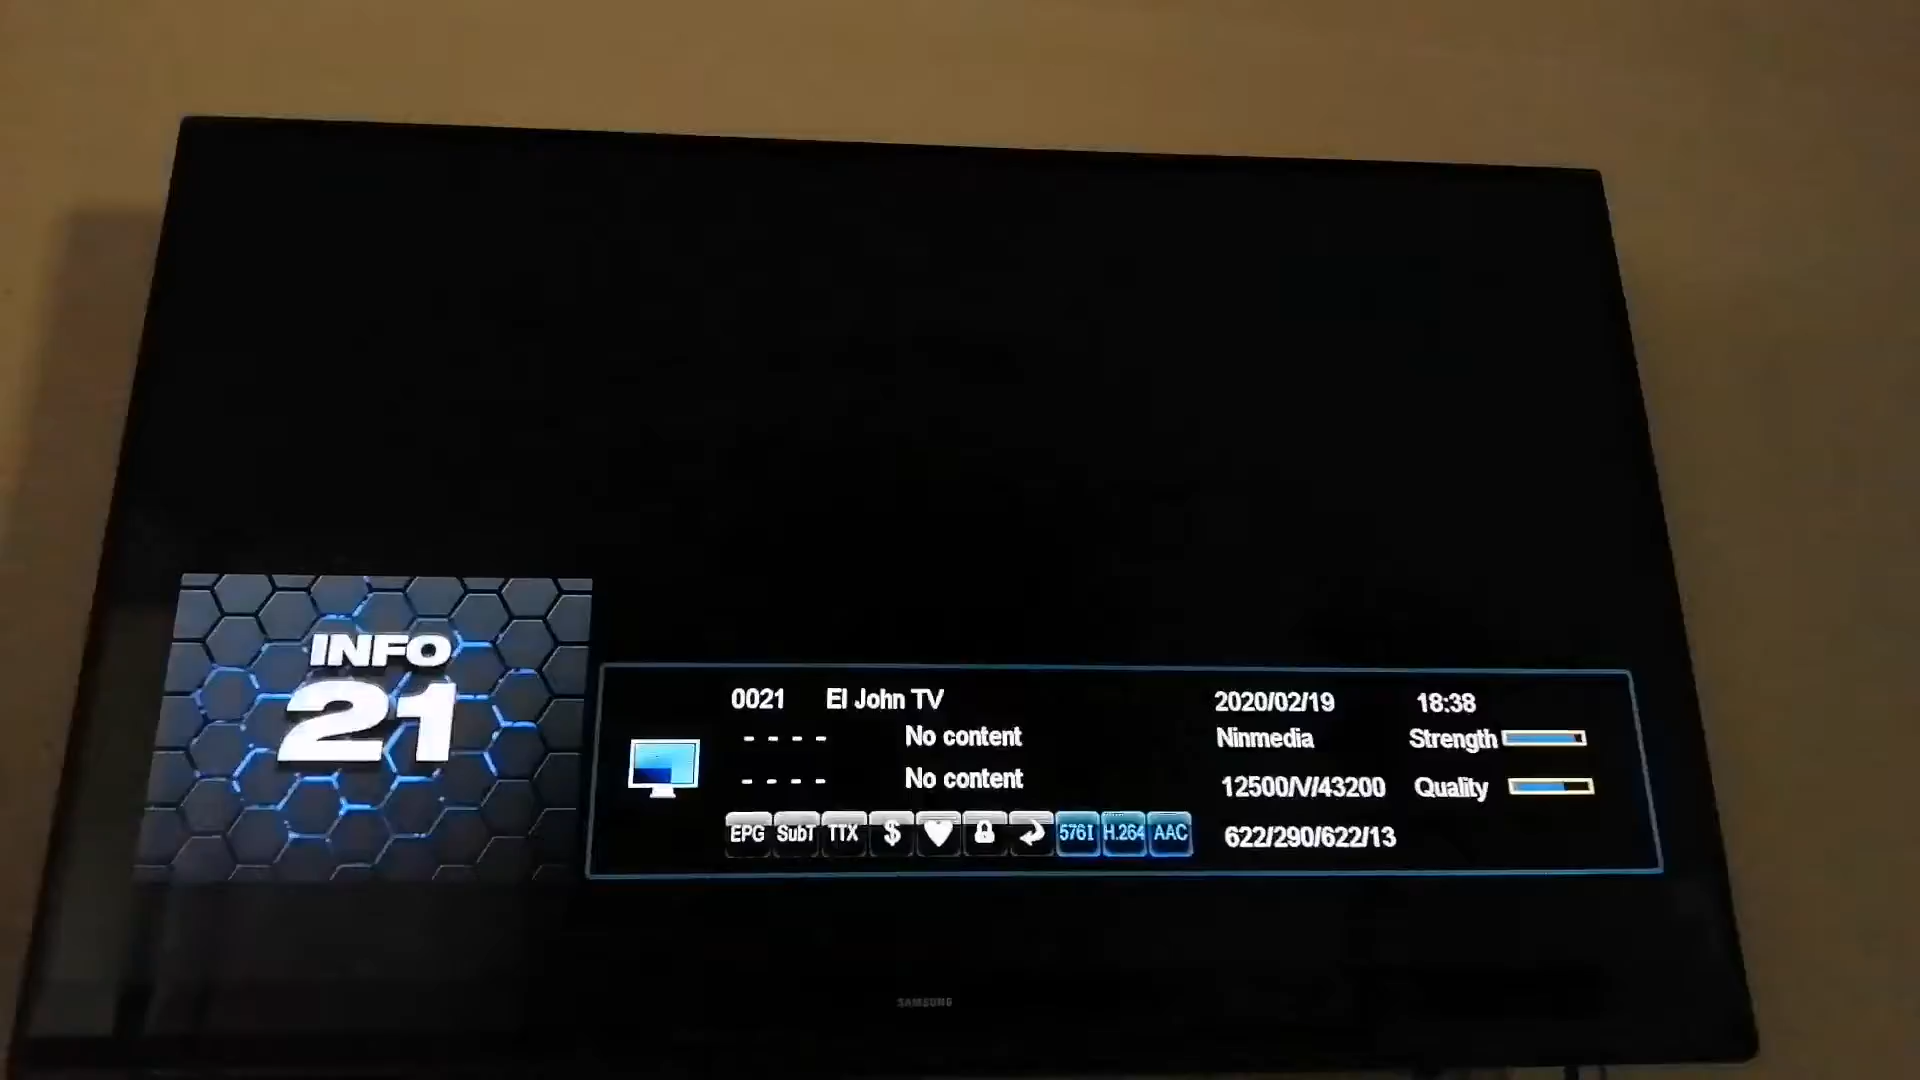 INFO
21
0021 El John TV 2020/02/19 18:38
- - - - No content Ninmedia Strength
- - - - No content 12500/V/43200 Quality
EPG SubT TTX $ 576I H.264 AAC 622/290/622/13
SAMSUNG